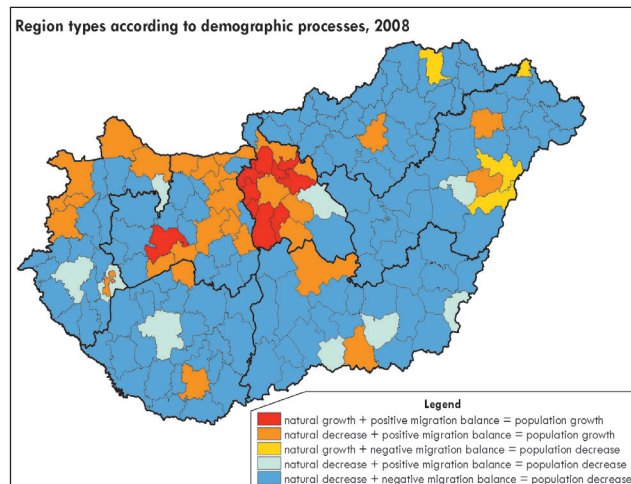 Region types according to demographic processes, 2008
Legend
natural growth + positive migration balance = population growth
natural decrease + positive migration balance = population growth
natural growth + negative migration balance = population decrease
natural decrease + positive migration balance = population decrease
natural decrease + negative migration balance = population decrease